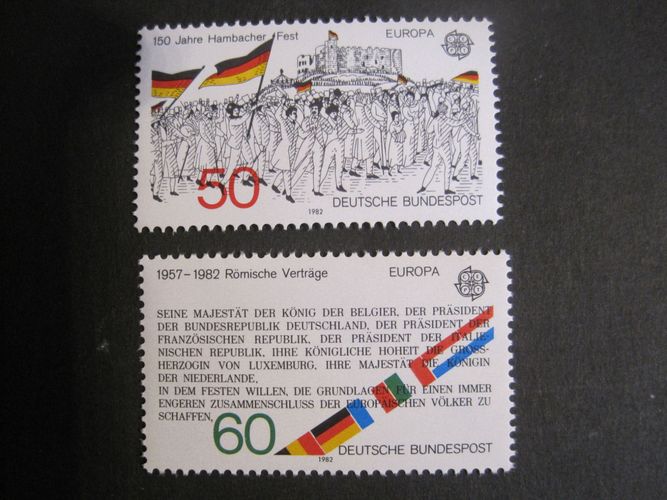 150 Jahre Hambacher Fest
EUROPA
CEPT
50
1982
DEUTSCHE BUNDESPOST
1957–1982 Römische Verträge
EUROPA
CEPT
SEINE MAJESTÄT DER KÖNIG DER BELGIER, DER PRÄSIDENT
DER BUNDESREPUBLIK DEUTSCHLAND, DER PRÄSIDENT DER
FRANZÖSISCHEN REPUBLIK, DER PRÄSIDENT DER ITALIE-
NISCHEN REPUBLIK, IHRE KÖNIGLICHE HOHEIT DIE GROSS-
HERZOGIN VON LUXEMBURG, IHRE MAJESTÄT DIE KÖNIGIN
DER NIEDERLANDE,
IN DEM FESTEN WILLEN, DIE GRUNDLAGEN FÜR EINEN IMMER
ENGEREN ZUSAMMENSCHLUSS DER EUROPÄISCHEN VÖLKER ZU
SCHAFFEN,
60
1982
DEUTSCHE BUNDESPOST